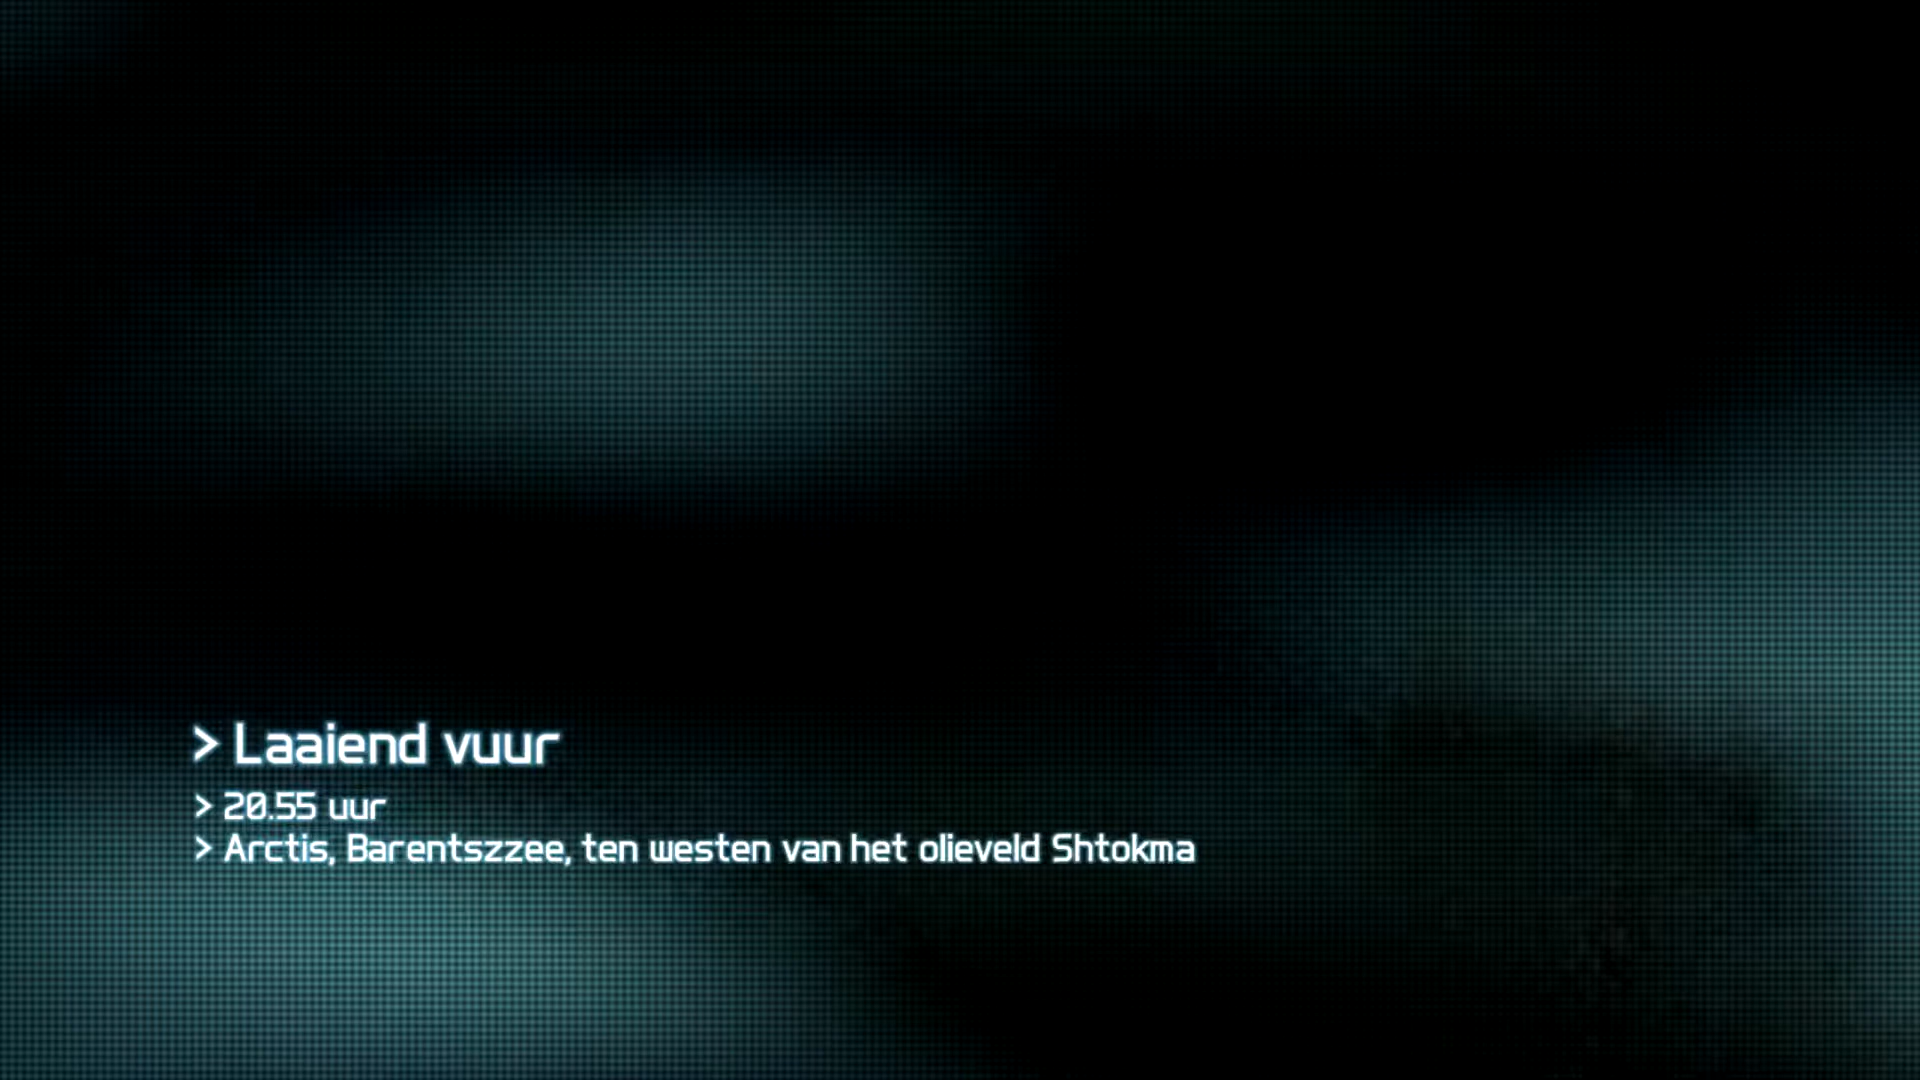 > Laaiend vuur
> 20.55 uur
> Arctis, Barentszzee, ten westen van het olieveld Shtokma